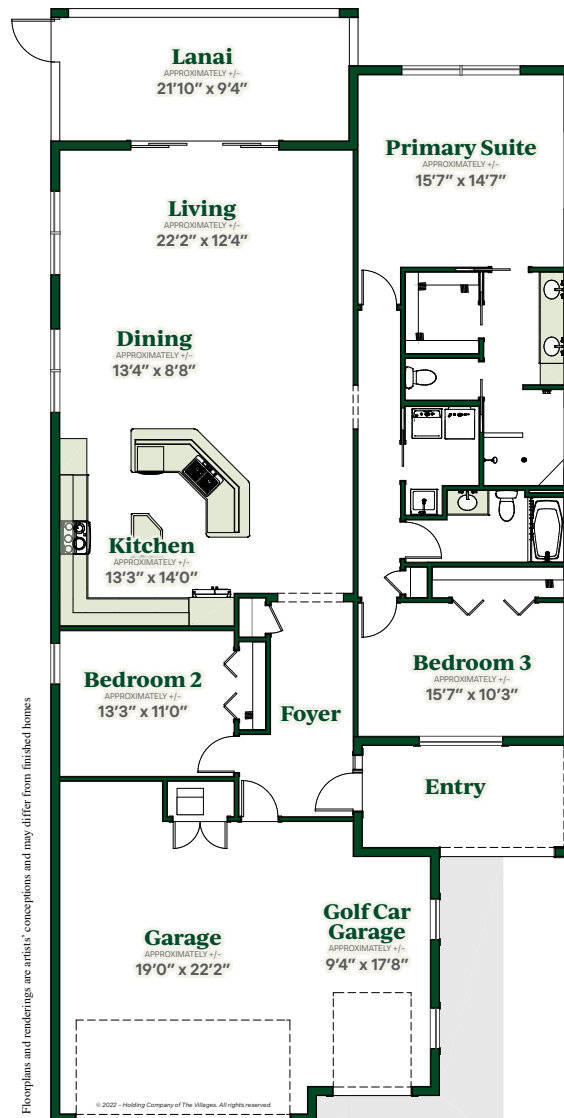 Lanai
APPROXIMATELY +/-
21'10" x 9'4"
Primary Suite
APPROXIMATELY +/-
15'7" x 14'7"
Living
APPROXIMATELY +/-
22'2" x 12'4"
Dining
APPROXIMATELY +/-
13'4" x 8'8"
Kitchen
APPROXIMATELY +/-
13'3" x 14'0"
Bedroom 2
APPROXIMATELY +/-
13'3" x 11'0"
Bedroom 3
APPROXIMATELY +/-
15'7" x 10'3"
Foyer
Entry
Garage
APPROXIMATELY +/-
19'0" x 22'2"
Golf Car
Garage
APPROXIMATELY +/-
9'4" x 17'8"
Floorplans and renderings are artists' conceptions and may differ from finished homes
© 2022 – Holding Company of The Villages. All rights reserved.